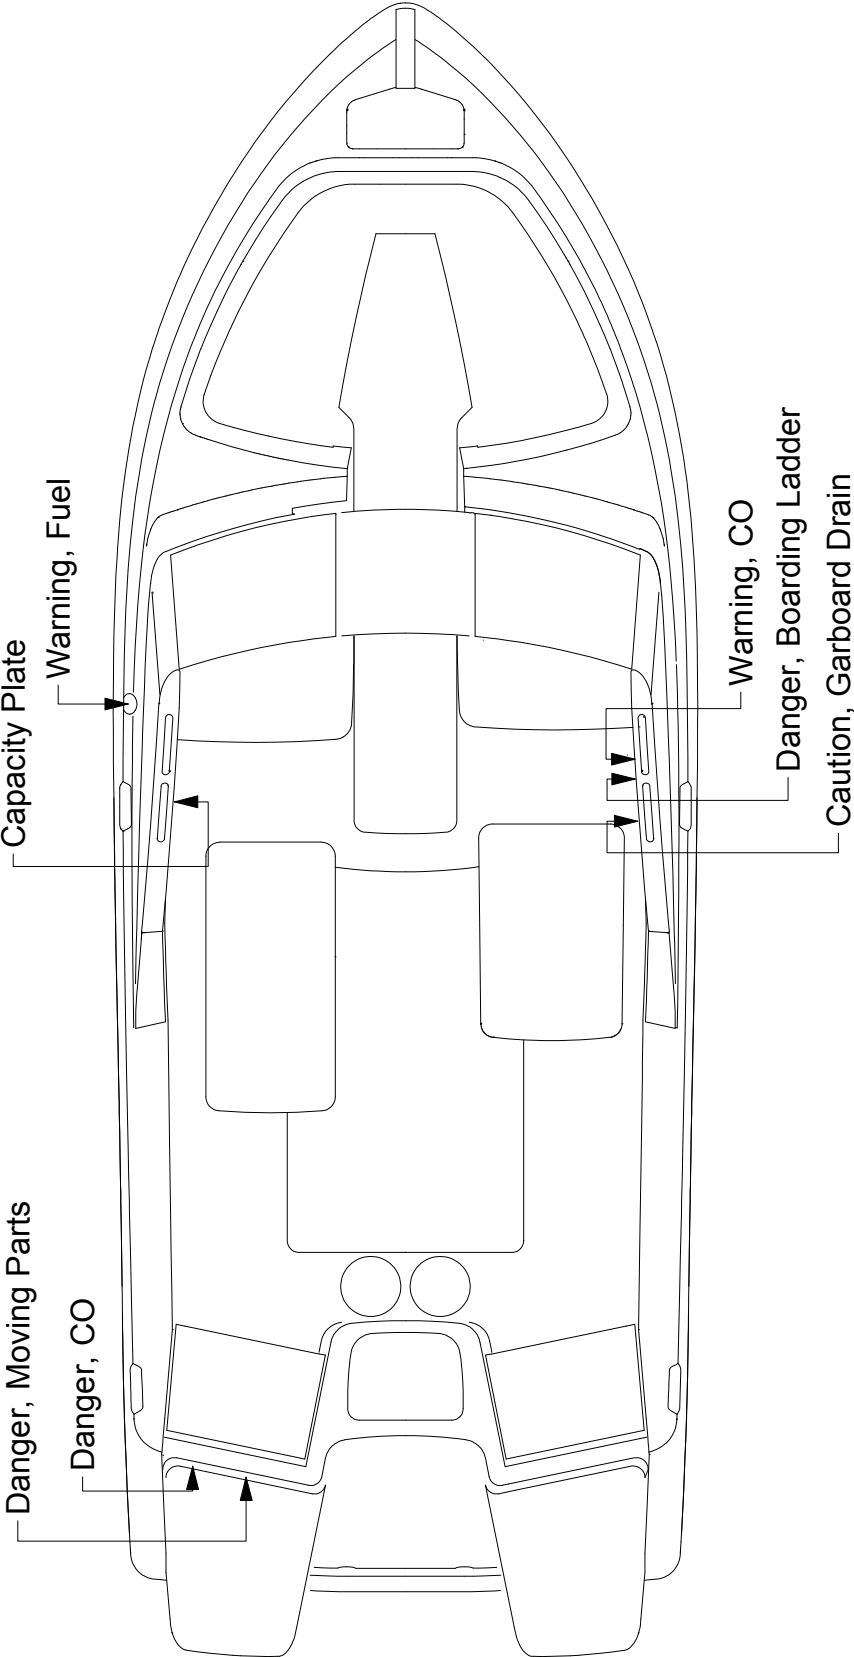 Capacity Plate
Warning, Fuel
Danger, Moving Parts
Danger, CO
Warning, CO
Danger, Boarding Ladder
Caution, Garboard Drain